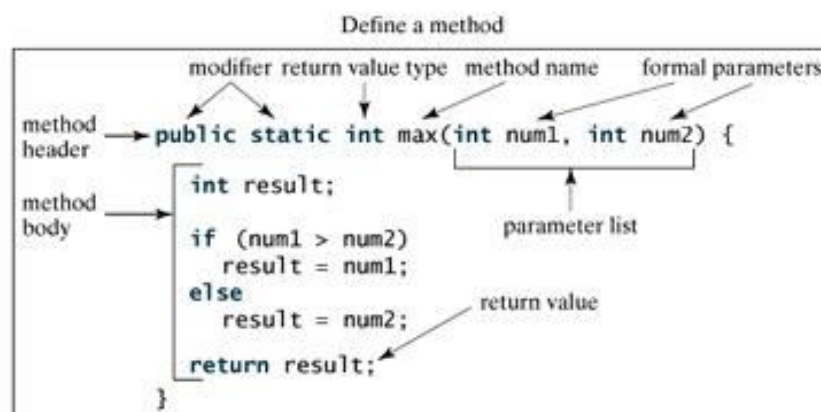 Define a method
modifier return value type method name formal parameters
method header
public static int max(int num1, int num2) {
method body
int result;
parameter list
if (num1 > num2)
result = num1;
else
result = num2;
return value
return result;
}